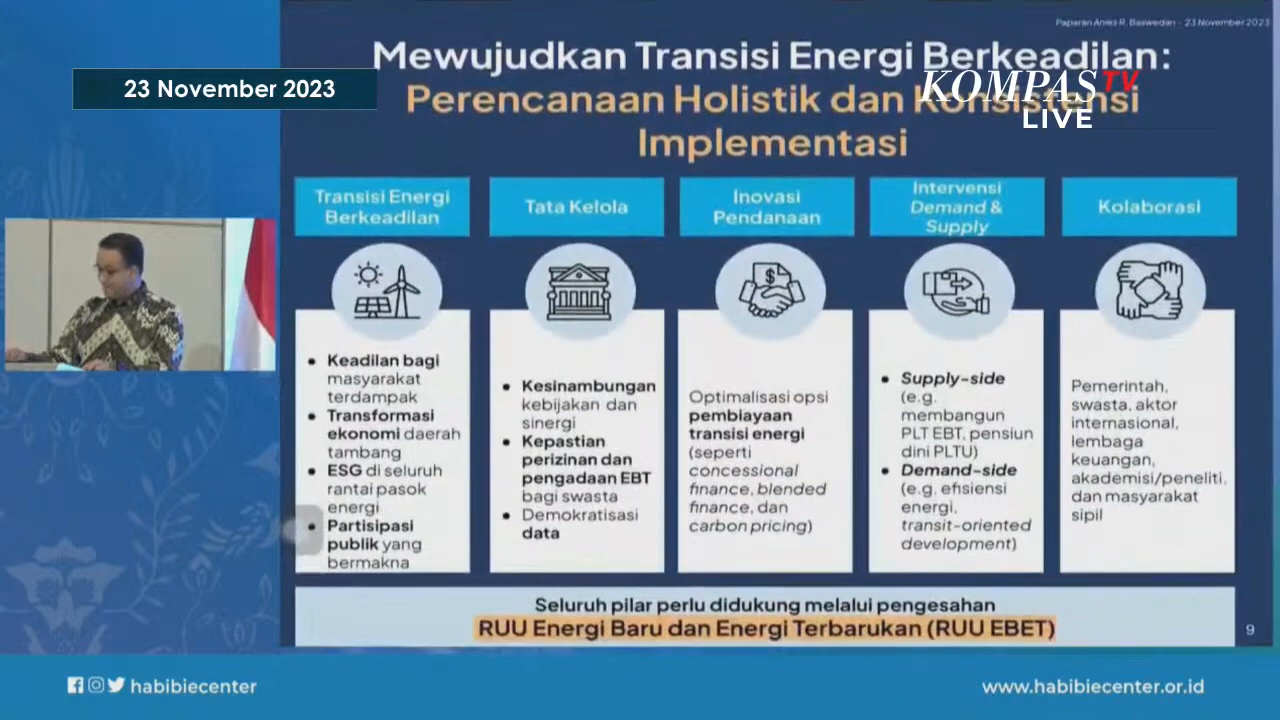 Paparan Anies R. Baswedan - 23 November 2023
Mewujudkan Transisi Energi Berkeadilan:
Perencanaan Holistik dan Konsistensi
Implementasi
23 November 2023
KOMPASTV
LIVE
Transisi Energi
Berkeadilan
• Keadilan bagi
masyarakat
terdampak
• Transformasi
ekonomi daerah
tambang
• ESG di seluruh
rantai pasok
energi
• Partisipasi
publik yang
bermakna
Tata Kelola
• Kesinambungan
kebijakan dan
sinergi
• Kepastian
perizinan dan
pengadaan EBT
bagi swasta
• Demokratisasi
data
Inovasi
Pendanaan
Optimalisasi opsi
pembiayaan
transisi energi
(seperti
concessional
finance, blended
finance, dan
carbon pricing)
Intervensi
Demand &
Supply
• Supply-side
(e.g.
membangun
PLT EBT, pensiun
dini PLTU)
• Demand-side
(e.g. efisiensi
energi,
transit-oriented
development)
Kolaborasi
Pemerintah,
swasta, aktor
internasional,
lembaga
keuangan,
akademisi/peneliti,
dan masyarakat
sipil
Seluruh pilar perlu didukung melalui pengesahan
RUU Energi Baru dan Energi Terbarukan (RUU EBET)
9
habibiecenter
www.habibiecenter.or.id